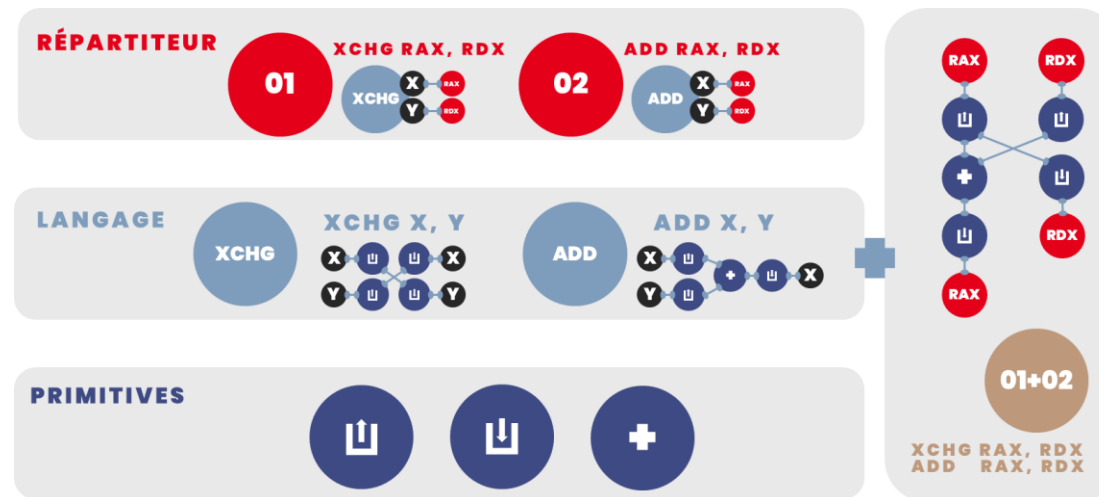 RÉPARTITEUR
01
XCHG RAX, RDX
XCHG
X
RAX
Y
RDX
02
ADD RAX, RDX
ADD
X
RAX
Y
RDX
LANGAGE
XCHG
XCHG X, Y
X
X
Y
Y
ADD
ADD X, Y
X
Y
X
PRIMITIVES
RAX
RDX
RDX
RAX
01+02
XCHG RAX, RDX
ADD RAX, RDX